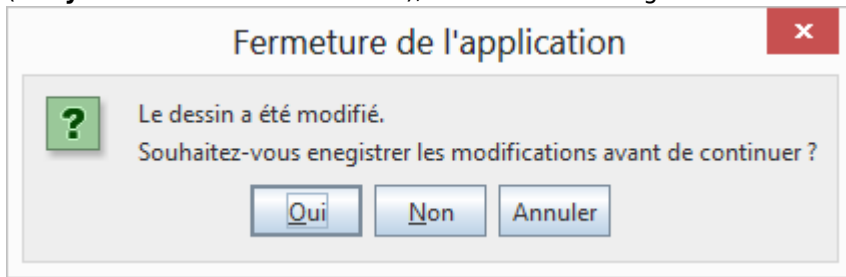 Fermeture de l'application
x
?
Le dessin a été modifié.
Souhaitez-vous enegistrer les modifications avant de continuer ?
Oui Non Annuler